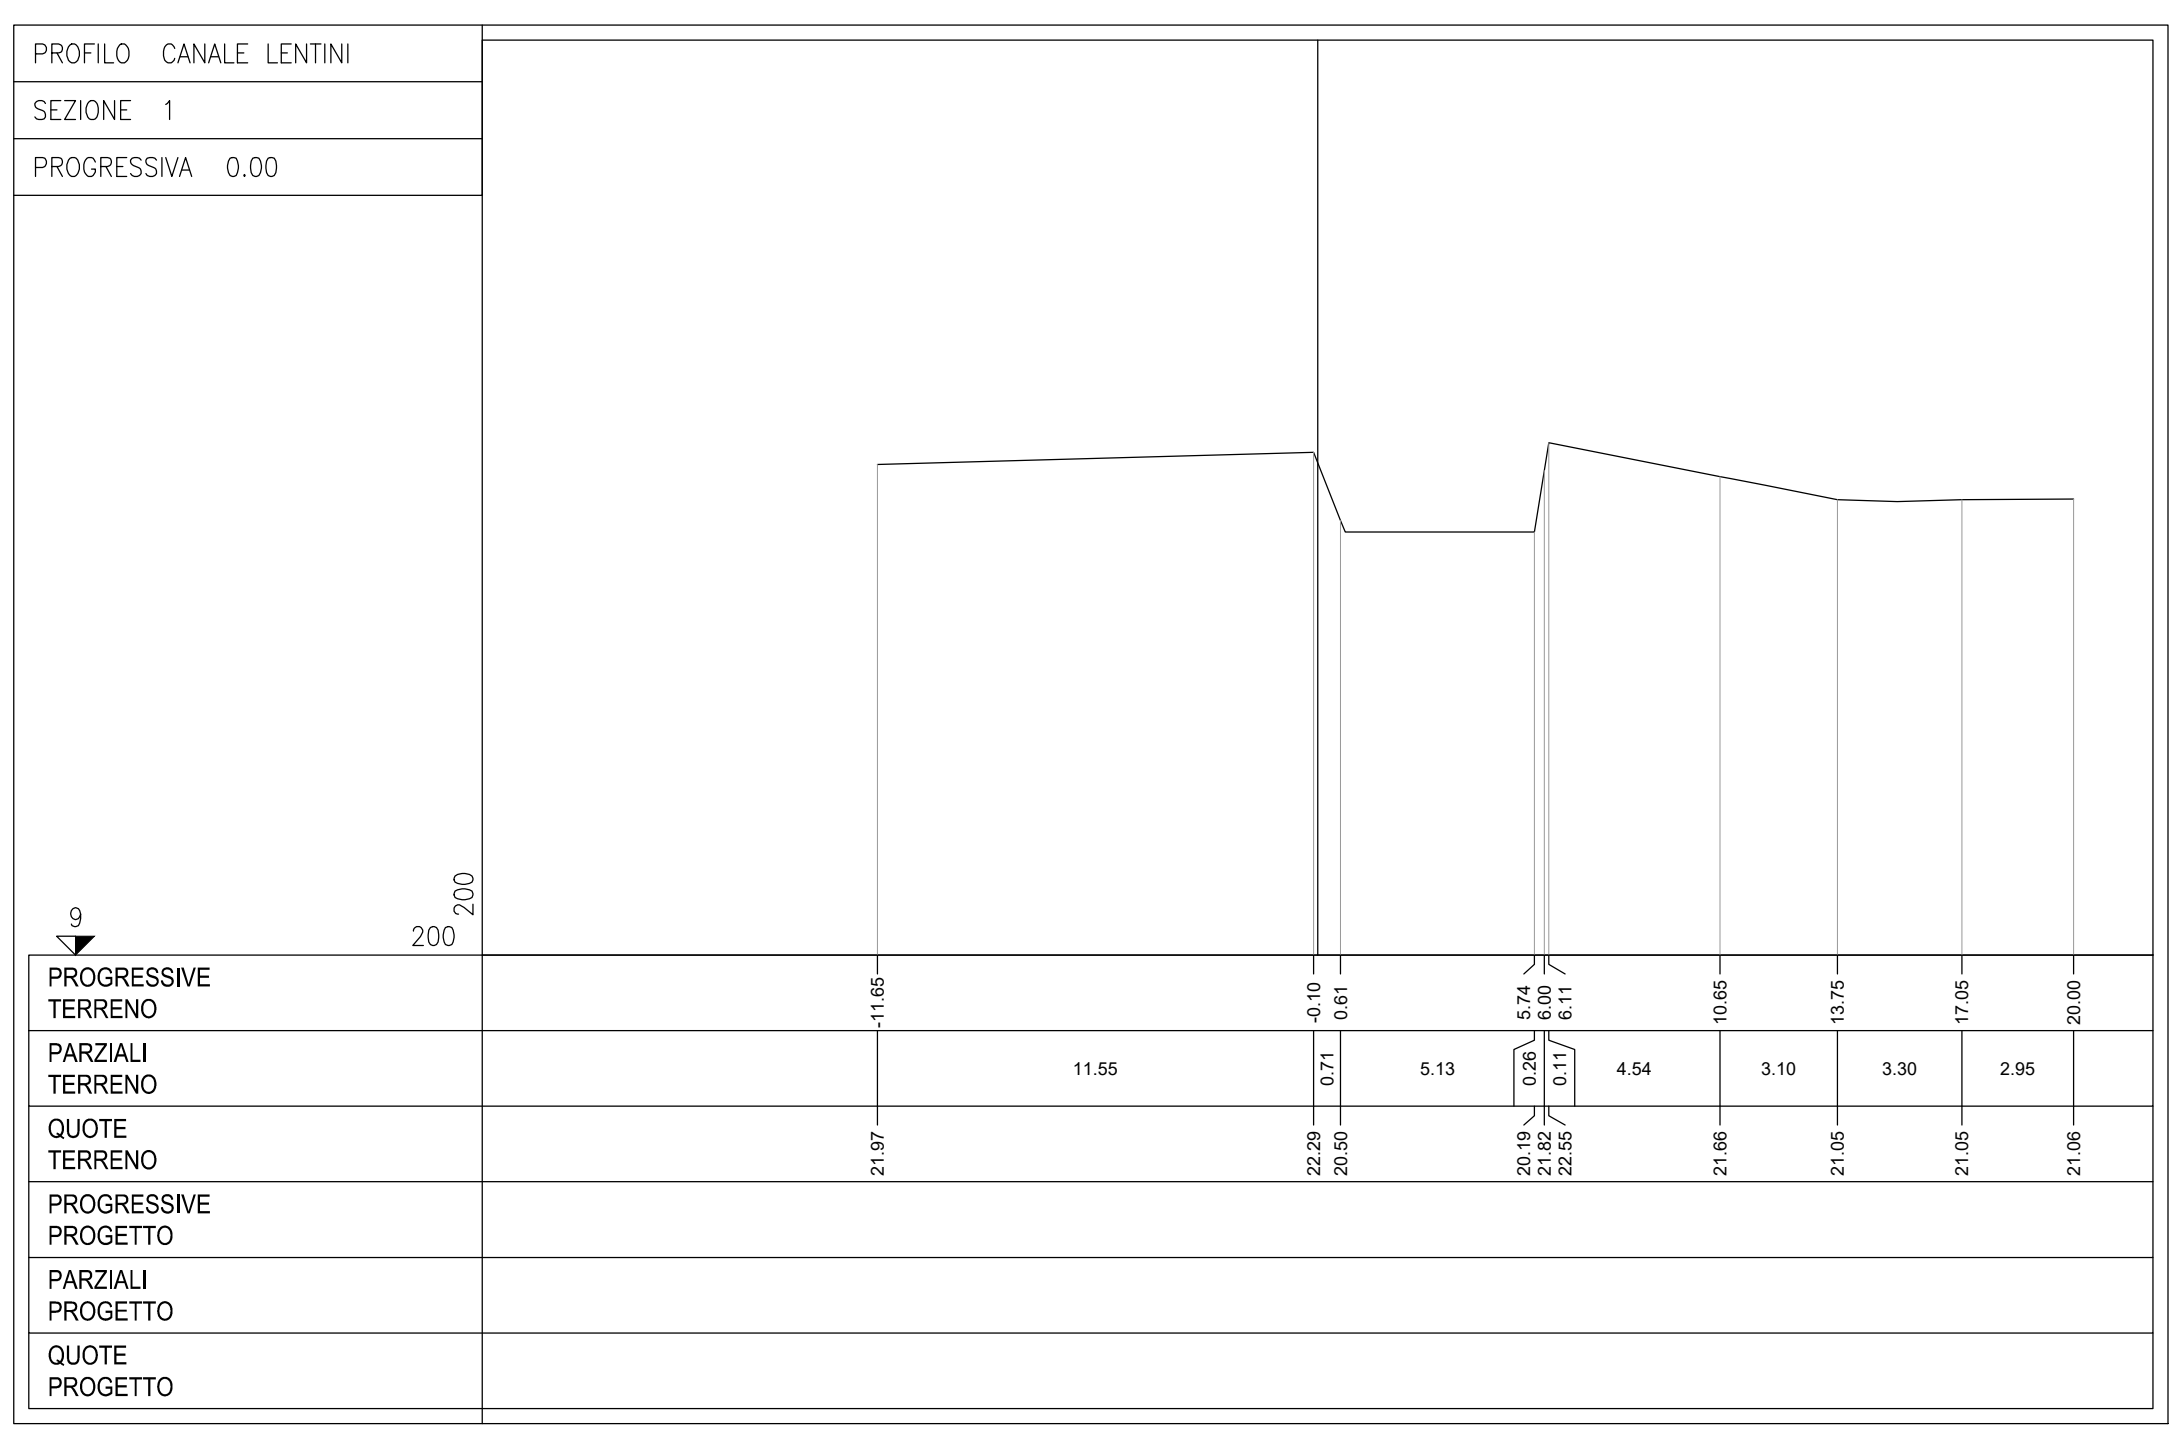 PROFILO CANALE LENTINI
SEZIONE 1
PROGRESSIVA 0.00
200
9
200
PROGRESSIVE
TERRENO
-11.65 -0.10 0.61 5.74 6.00 6.11 10.65 13.75 17.05 20.00
PARZIALI
TERRENO
11.55 0.71 5.13 0.26 0.11 4.54 3.10 3.30 2.95
QUOTE
TERRENO
21.97 22.29 20.50 20.19 21.82 22.55 21.66 21.05 21.05 21.06
PROGRESSIVE
PROGETTO
PARZIALI
PROGETTO
QUOTE
PROGETTO